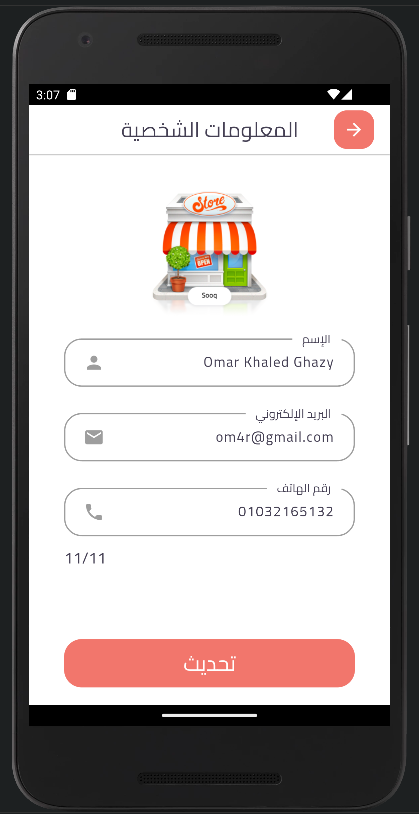 3:07
المعلومات الشخصية
Store
OPEN
Sooq
الإسم
Omar Khaled Ghazy
البريد الإلكتروني
om4r@gmail.com
رقم الهاتف
01032165132
11/11
تحديث